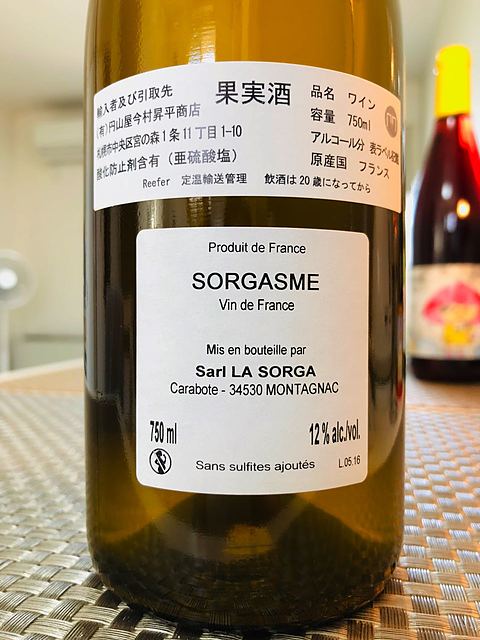 輸入者及び引取先
(有)円山屋今村昇平商店
札幌市中央区宮の森1条11丁目1-10
酸化防止剤含有（亜硫酸塩）
果実酒
品名 ワイン
容量 750ml
アルコール分 表ラベル記載
原産国 フランス
Reefer 定温輸送管理 飲酒は20歳になってから
Produit de France
SORGASME
Vin de France
Mis en bouteille par
Sarl LA SORGA
Carabote - 34530 MONTAGNAC
750 ml
12 % alc./vol.
Sans sulfites ajoutés
L.05.16